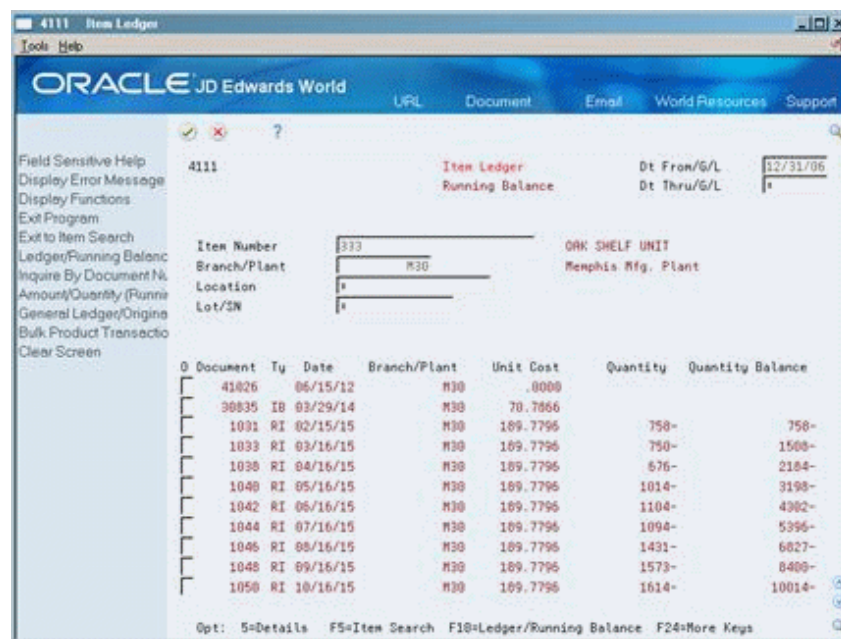 4111 Item Ledger
Tools Help
ORACLE JD Edwards World
URL Document Email World Resources Support
?
Field Sensitive Help
Display Error Message
Display Functions
Exit Program
Exit to Item Search
Ledger/Running Balanc
Inquire By Document Nu
Amount/Quantity (Runnin
General Ledger/Origina
Bulk Product Transactio
Clear Screen
4111 Item Ledger Dt From/G/L 12/31/06
Running Balance Dt Thru/G/L *
Item Number 333 OAK SHELF UNIT
Branch/Plant M30 Memphis Mfg. Plant
Location *
Lot/SN *
O Document Ty Date Branch/Plant Unit Cost Quantity Quantity Balance
41026 06/15/12 M30 .0000
30835 IB 03/29/14 M30 70.7866
1031 RI 02/15/15 M30 189.7796 758- 758-
1033 RI 03/16/15 M30 189.7796 750- 1508-
1038 RI 04/16/15 M30 189.7796 676- 2184-
1040 RI 05/16/15 M30 189.7796 1014- 3198-
1042 RI 06/16/15 M30 189.7796 1104- 4302-
1044 RI 07/16/15 M30 189.7796 1094- 5396-
1046 RI 08/16/15 M30 189.7796 1431- 6827-
1048 RI 09/16/15 M30 189.7796 1573- 8400-
1050 RI 10/16/15 M30 189.7796 1614- 10014-
Opt: 5=Details F5=Item Search F18=Ledger/Running Balance F24=More Keys